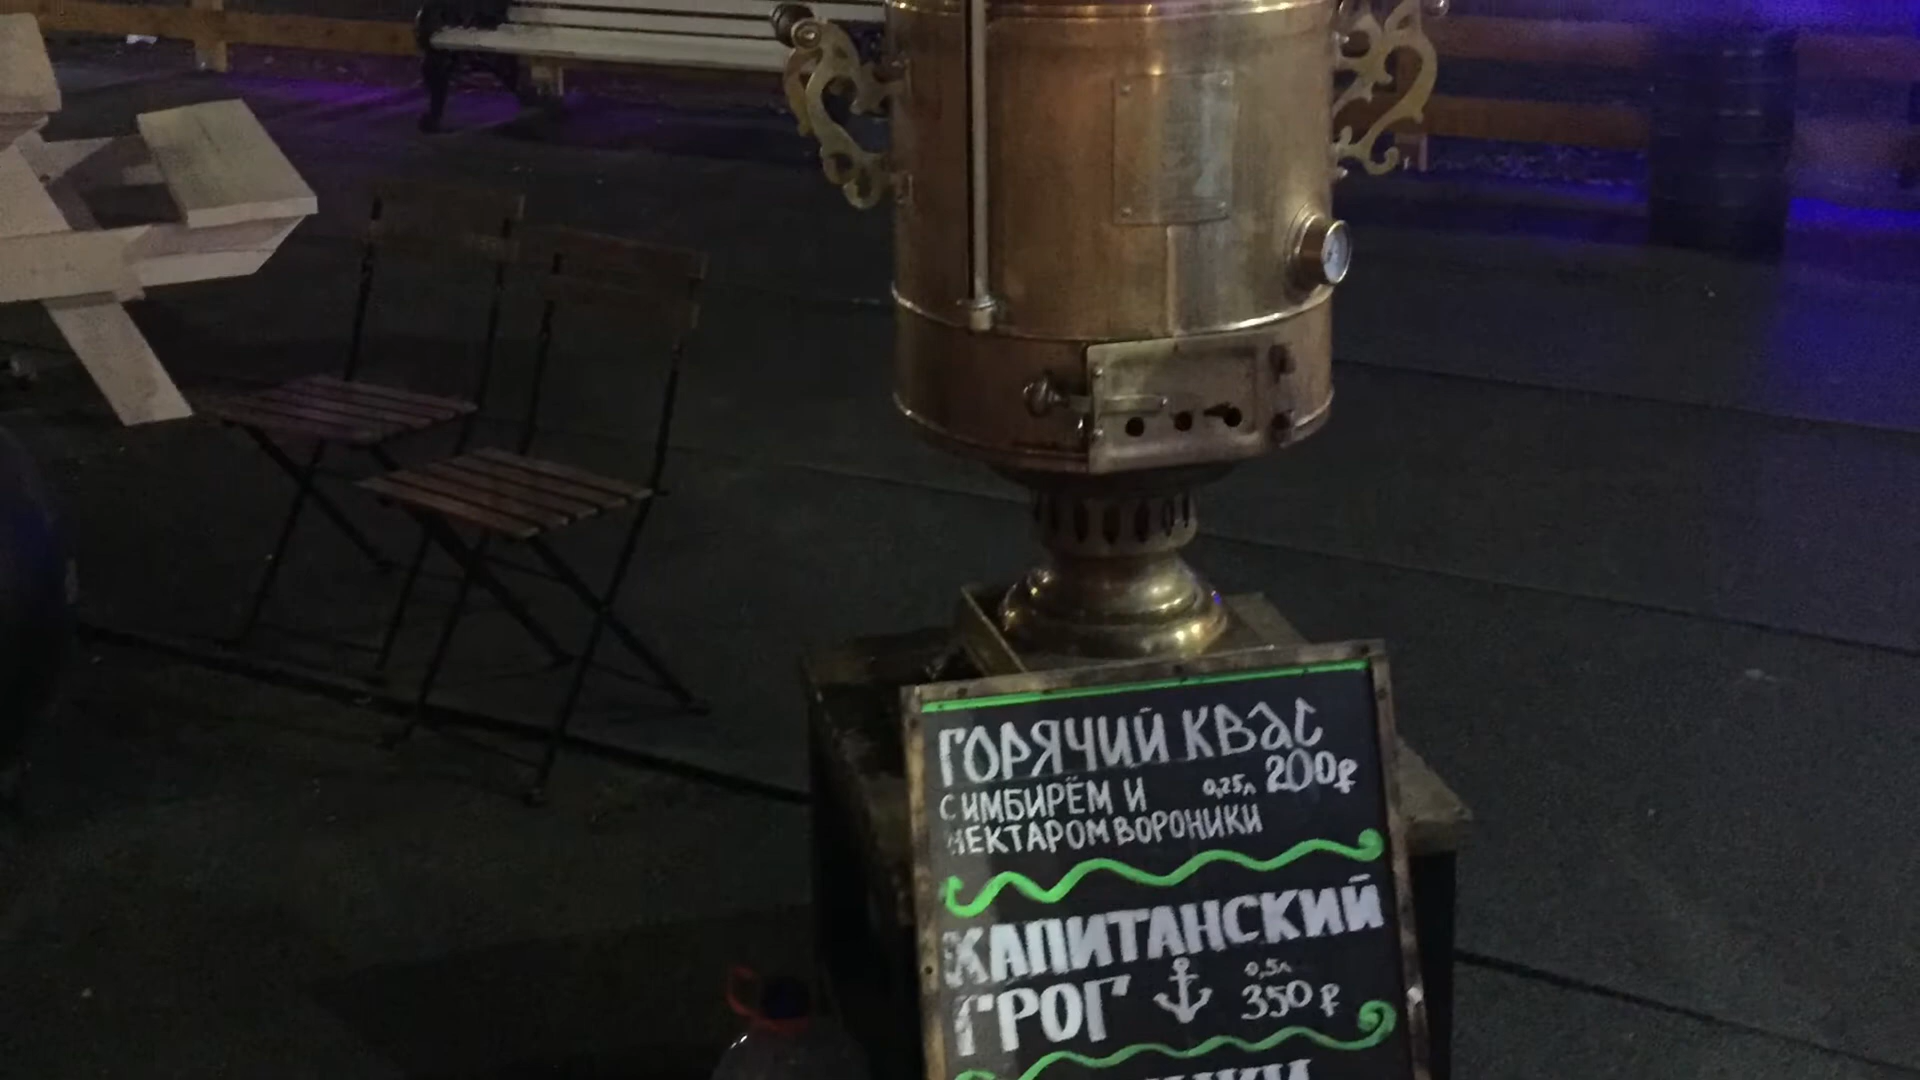 ГОРЯЧИЙ КВАС
С ИМБИРЁМ И 0,25л 200₽
НЕКТАРОМ ВОРОНИКИ
КАПИТАНСКИЙ
ГРОГ 0,5л 350₽